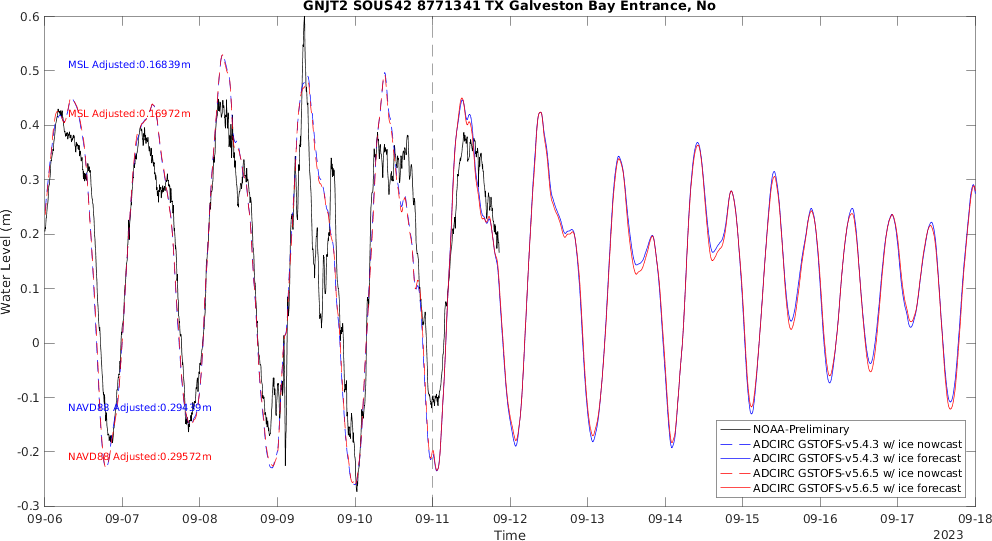 GNJT2 SOUS42 8771341 TX Galveston Bay Entrance, No
Water Level (m)
0.6
0.5
0.4
0.3
0.2
0.1
0
-0.1
-0.2
-0.3
MSL Adjusted:0.16839m
MSL Adjusted:0.16972m
NAVD88 Adjusted:0.29439m
NAVD88 Adjusted:0.29572m
NOAA-Preliminary
ADCIRC GSTOFS-v5.4.3 w/ ice nowcast
ADCIRC GSTOFS-v5.4.3 w/ ice forecast
ADCIRC GSTOFS-v5.6.5 w/ ice nowcast
ADCIRC GSTOFS-v5.6.5 w/ ice forecast
09-06 09-07 09-08 09-09 09-10 09-11 09-12 09-13 09-14 09-15 09-16 09-17 09-18
Time
2023